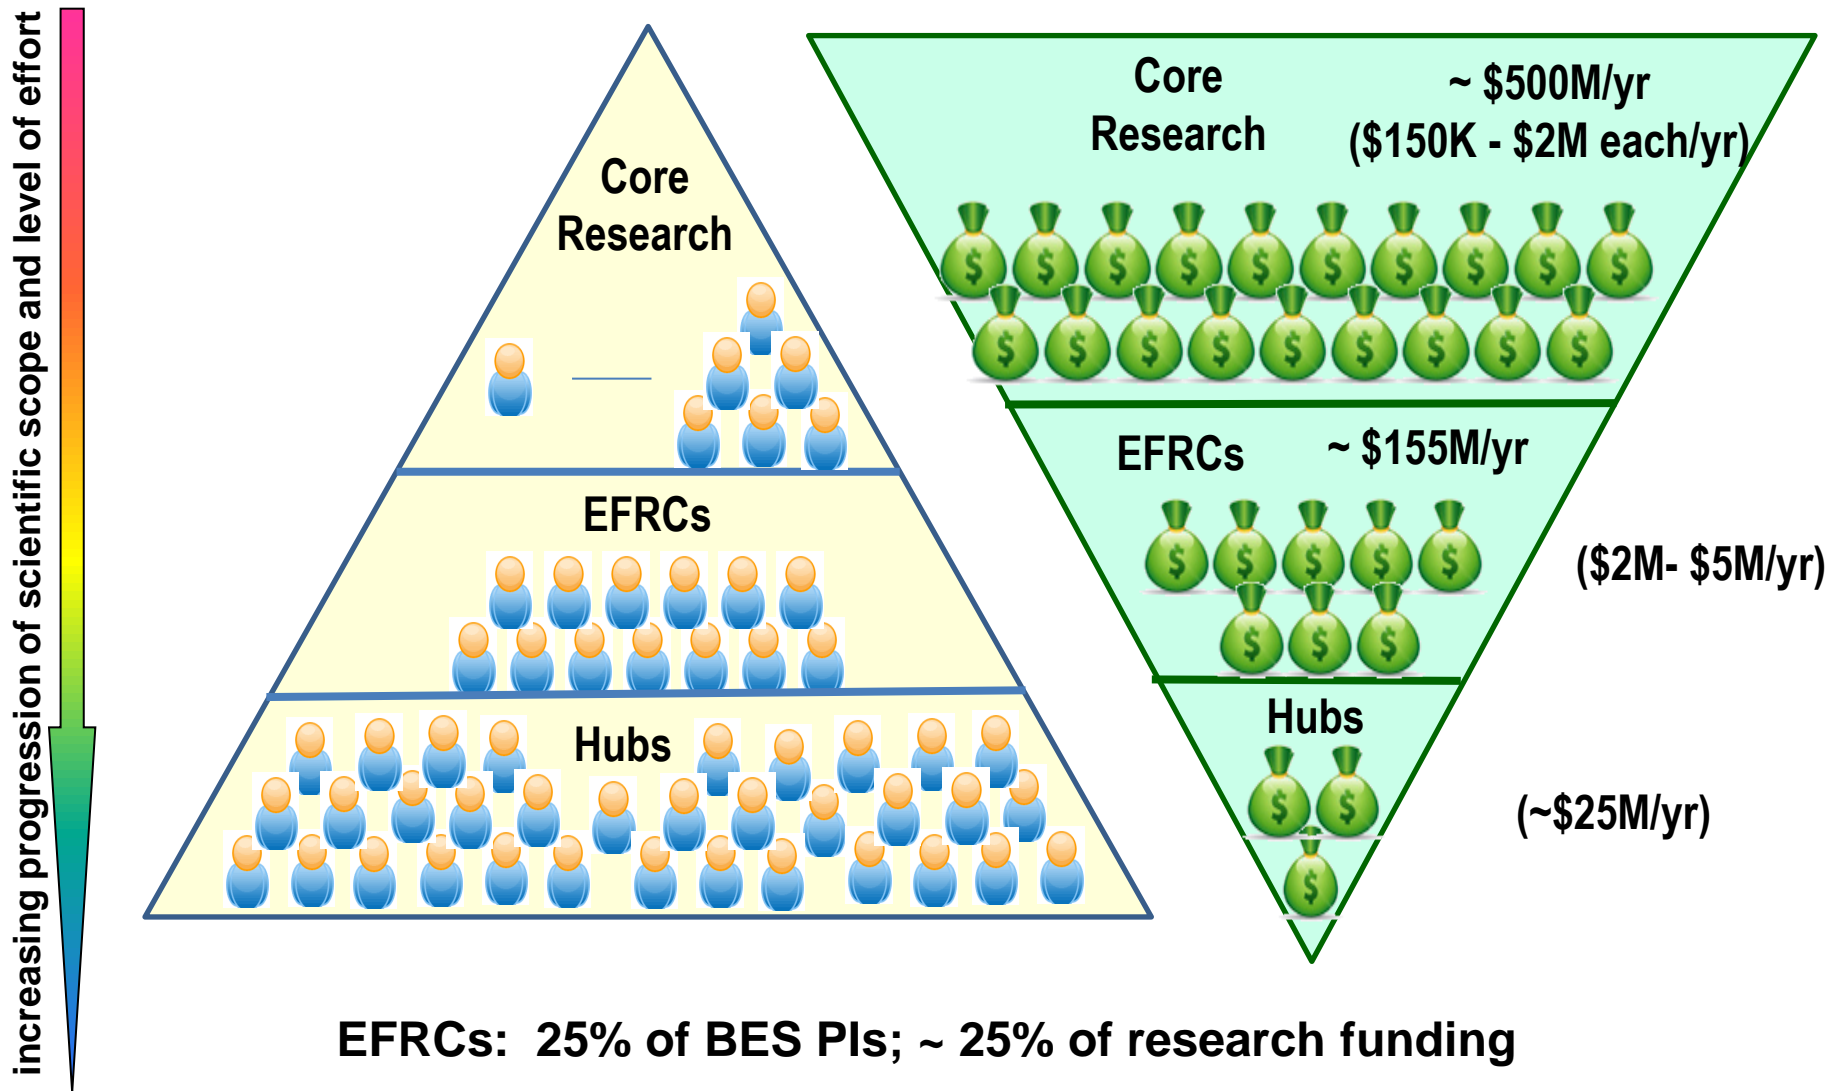 increasing progression of scientific scope and level of effort
Core
Research
EFRCs
Hubs
Core
Research
~ $500M/yr
($150K - $2M each/yr)
EFRCs
~ $155M/yr
($2M- $5M/yr)
Hubs
(~$25M/yr)
EFRCs: 25% of BES PIs; ~ 25% of research funding